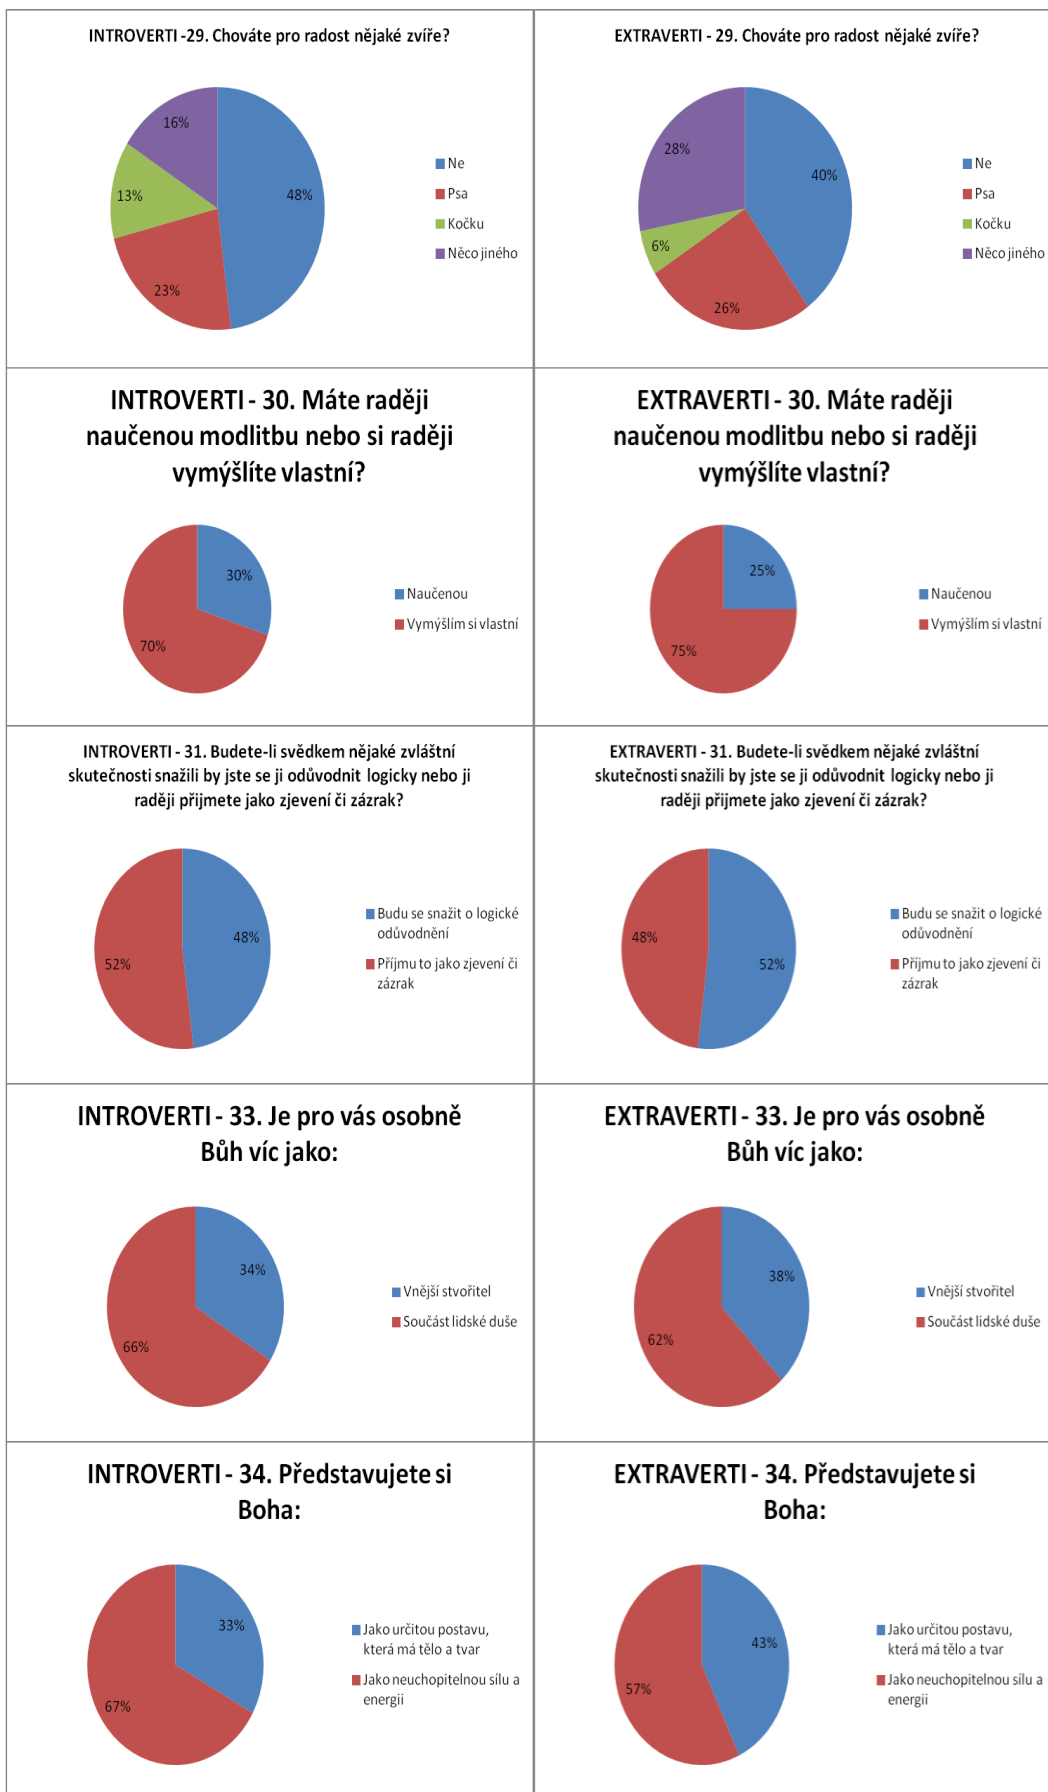 INTROVERTI -29. Chováte pro radost nějaké zvíře?
16%
13%
48%
23%
Ne
Psa
Kočku
Něco jiného
EXTRAVERTI - 29. Chováte pro radost nějaké zvíře?
28%
40%
6%
26%
Ne
Psa
Kočku
Něco jiného
INTROVERTI - 30. Máte raději
naučenou modlitbu nebo si raději
vymýšlíte vlastní?
30%
70%
Naučenou
Vymýšlím si vlastní
EXTRAVERTI - 30. Máte raději
naučenou modlitbu nebo si raději
vymýšlíte vlastní?
25%
75%
Naučenou
Vymýšlím si vlastní
INTROVERTI - 31. Budete-li svědkem nějaké zvláštní
skutečnosti snažili by jste se ji odůvodnit logicky nebo ji
raději přijmete jako zjevení či zázrak?
48%
52%
Budu se snažit o logické
odůvodnění
Příjmu to jako zjevení či
zázrak
EXTRAVERTI - 31. Budete-li svědkem nějaké zvláštní
skutečnosti snažili by jste se ji odůvodnit logicky nebo ji
raději přijmete jako zjevení či zázrak?
48%
52%
Budu se snažit o logické
odůvodnění
Příjmu to jako zjevení či
zázrak
INTROVERTI - 33. Je pro vás osobně
Bůh víc jako:
34%
66%
Vnější stvořitel
Součást lidské duše
EXTRAVERTI - 33. Je pro vás osobně
Bůh víc jako:
38%
62%
Vnější stvořitel
Součást lidské duše
INTROVERTI - 34. Představujete si
Boha:
33%
67%
Jako určitou postavu,
která má tělo a tvar
Jako neuchopitelnou sílu a
energii
EXTRAVERTI - 34. Představujete si
Boha:
43%
57%
Jako určitou postavu,
která má tělo a tvar
Jako neuchopitelnou sílu a
energii